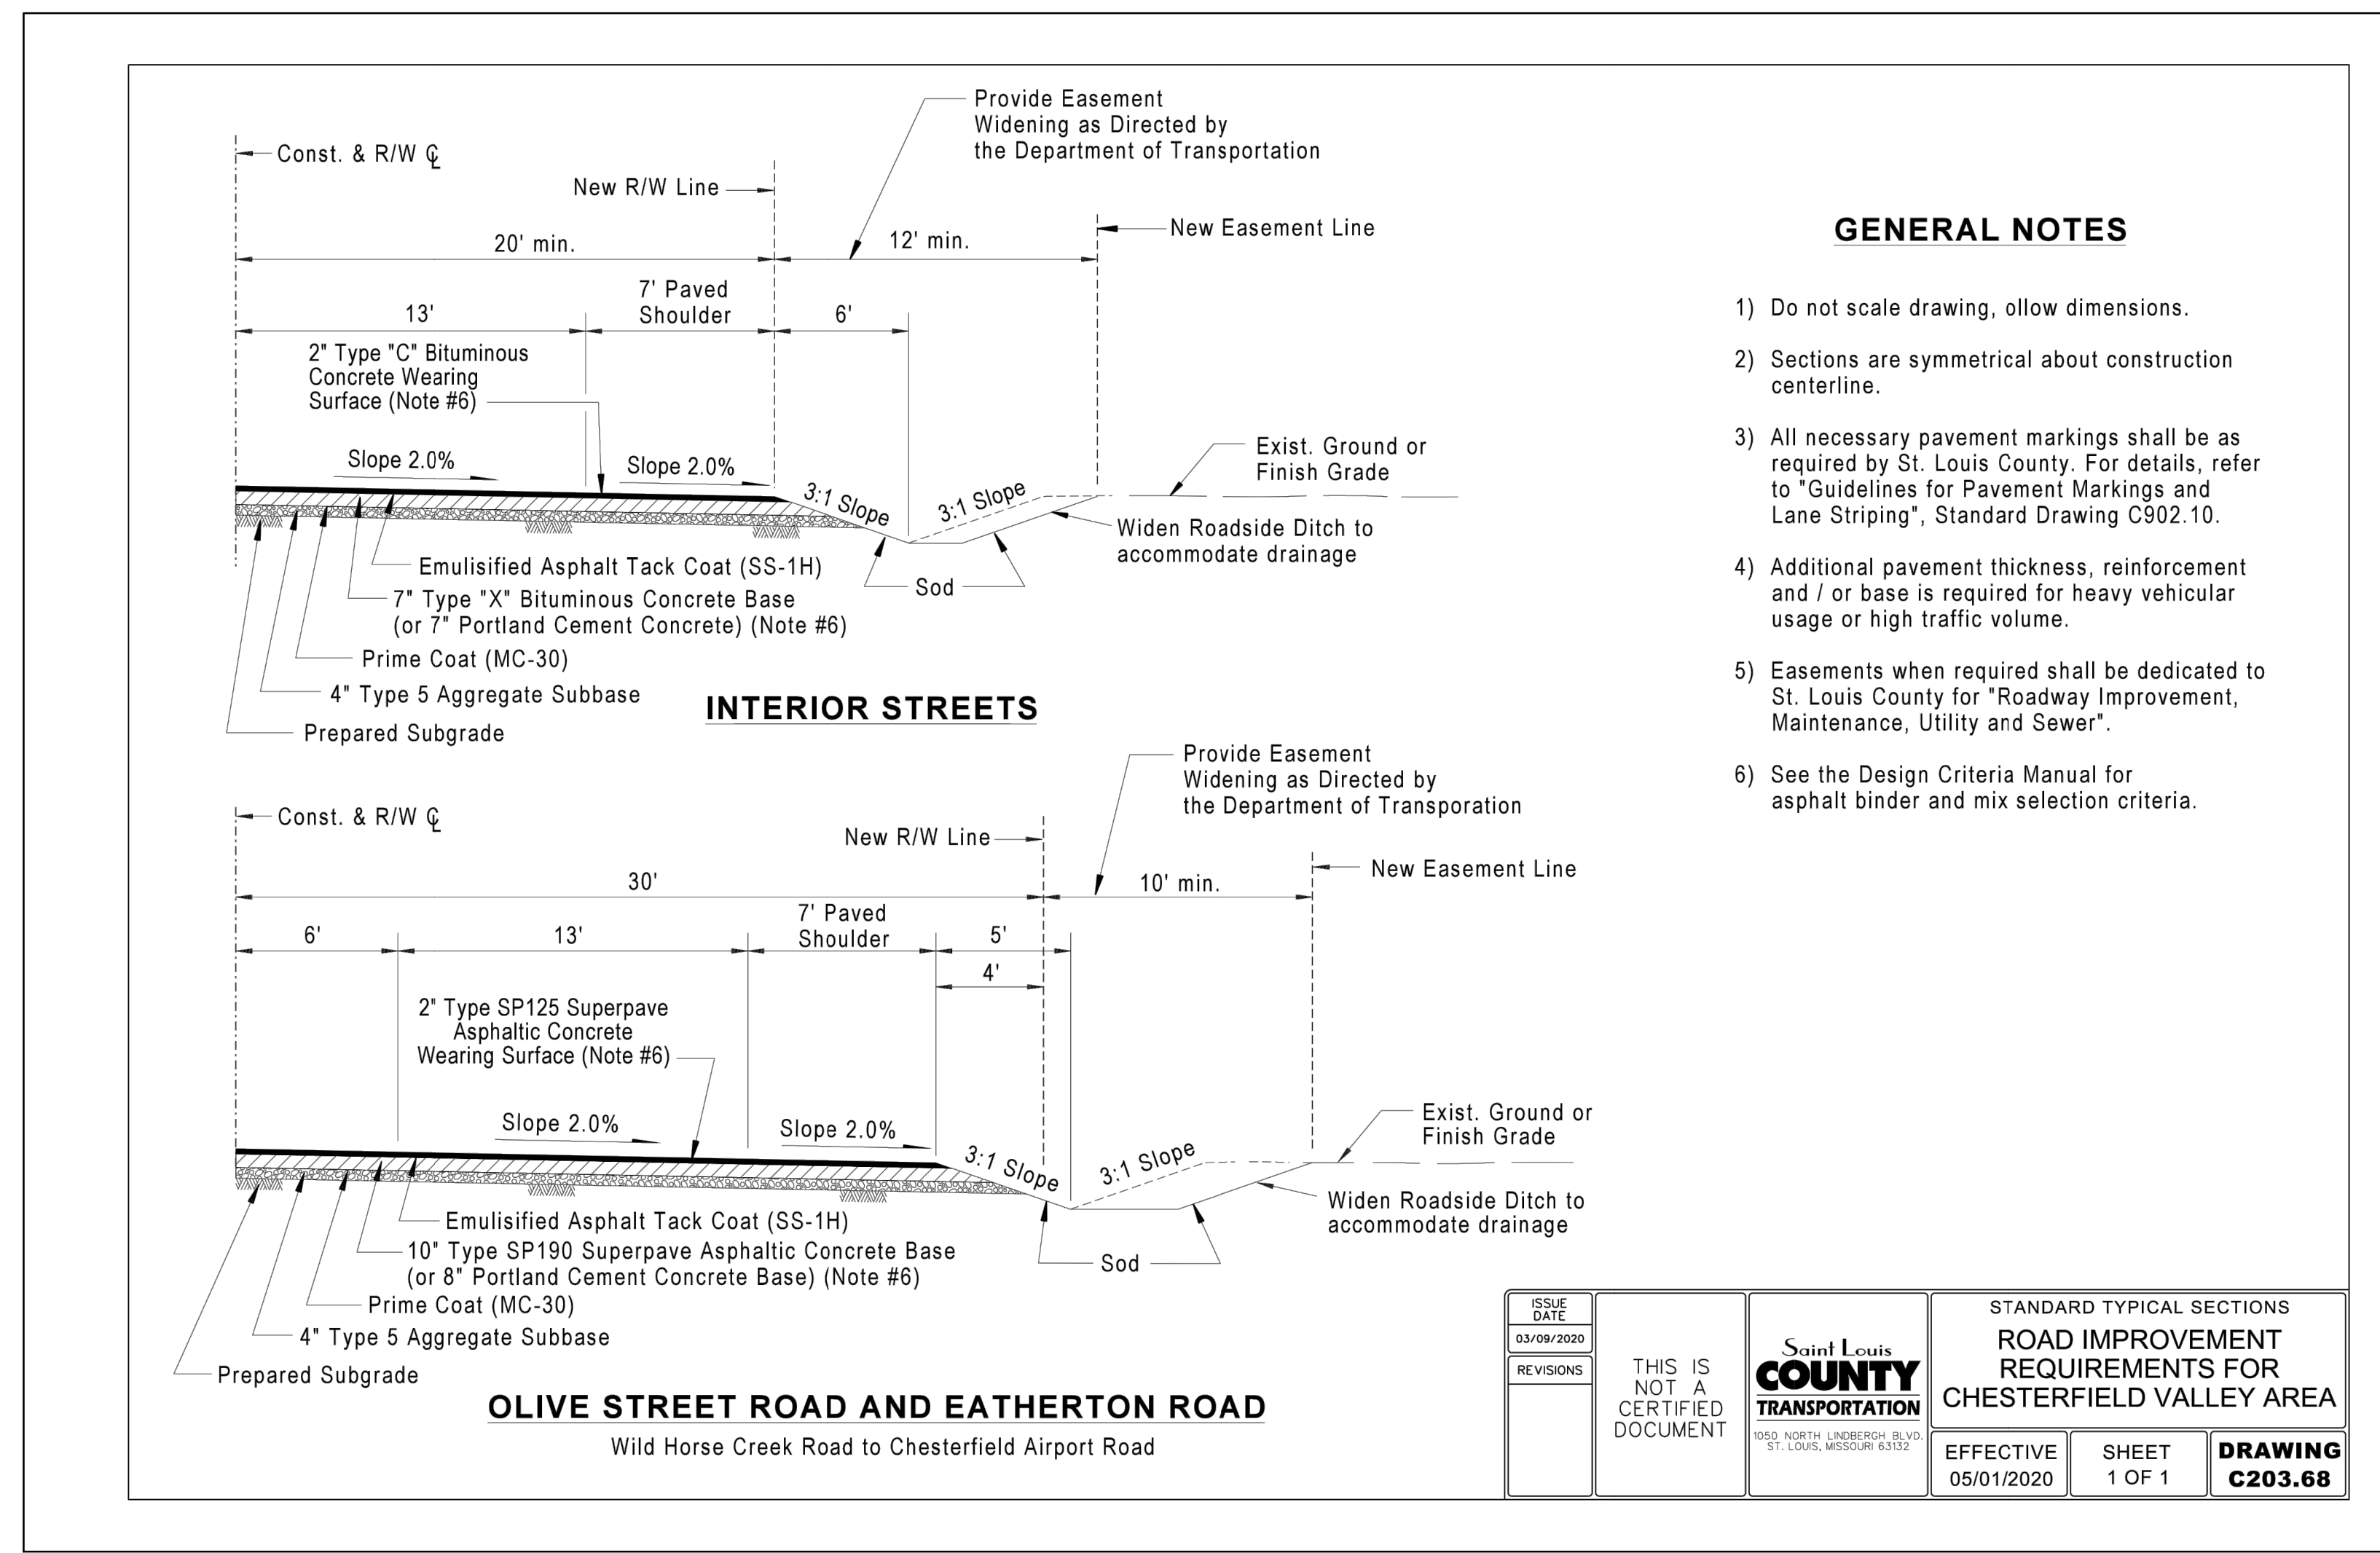 Provide Easement
Widening as Directed by
the Department of Transportation
Const. & R/W ℄
New R/W Line
New Easement Line
20' min.
12' min.
13'
7' Paved
Shoulder
6'
2" Type "C" Bituminous
Concrete Wearing
Surface (Note #6)
Slope 2.0%
Slope 2.0%
3:1 Slope
3:1 Slope
Exist. Ground or
Finish Grade
Widen Roadside Ditch to
accommodate drainage
Sod
Emulisified Asphalt Tack Coat (SS-1H)
7" Type "X" Bituminous Concrete Base
(or 7" Portland Cement Concrete) (Note #6)
Prime Coat (MC-30)
4" Type 5 Aggregate Subbase
Prepared Subgrade
INTERIOR STREETS
Provide Easement
Widening as Directed by
the Department of Transporation
Const. & R/W ℄
New R/W Line
New Easement Line
30'
10' min.
6'
13'
7' Paved
Shoulder
5'
4'
2" Type SP125 Superpave
Asphaltic Concrete
Wearing Surface (Note #6)
Slope 2.0%
Slope 2.0%
3:1 Slope
3:1 Slope
Exist. Ground or
Finish Grade
Widen Roadside Ditch to
accommodate drainage
Sod
Emulisified Asphalt Tack Coat (SS-1H)
10" Type SP190 Superpave Asphaltic Concrete Base
(or 8" Portland Cement Concrete Base) (Note #6)
Prime Coat (MC-30)
4" Type 5 Aggregate Subbase
Prepared Subgrade
OLIVE STREET ROAD AND EATHERTON ROAD
Wild Horse Creek Road to Chesterfield Airport Road
GENERAL NOTES
1) Do not scale drawing, ollow dimensions.
2) Sections are symmetrical about construction
centerline.
3) All necessary pavement markings shall be as
required by St. Louis County. For details, refer
to "Guidelines for Pavement Markings and
Lane Striping", Standard Drawing C902.10.
4) Additional pavement thickness, reinforcement
and / or base is required for heavy vehicular
usage or high traffic volume.
5) Easements when required shall be dedicated to
St. Louis County for "Roadway Improvement,
Maintenance, Utility and Sewer".
6) See the Design Criteria Manual for
asphalt binder and mix selection criteria.
ISSUE
DATE
03/09/2020
REVISIONS
THIS IS
NOT A
CERTIFIED
DOCUMENT
Saint Louis
COUNTY
TRANSPORTATION
1050 NORTH LINDBERGH BLVD.
ST. LOUIS, MISSOURI 63132
STANDARD TYPICAL SECTIONS
ROAD IMPROVEMENT
REQUIREMENTS FOR
CHESTERFIELD VALLEY AREA
EFFECTIVE
05/01/2020
SHEET
1 OF 1
DRAWING
C203.68